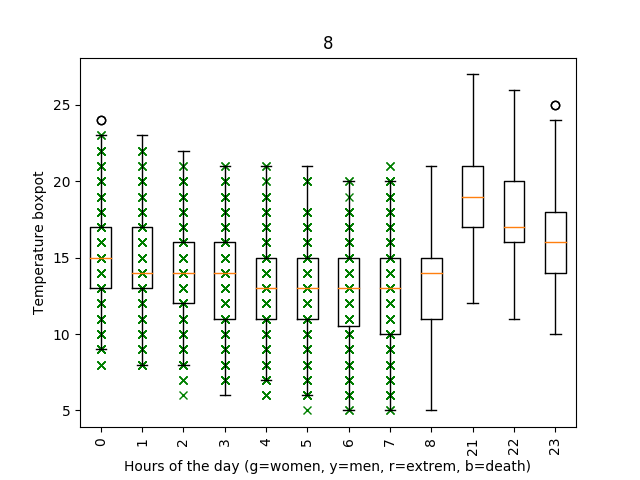 8
Temperature boxpot
25
20
15
10
5
0 1 2 3 4 5 6 7 8 21 22 23
Hours of the day (g=women, y=men, r=extrem, b=death)